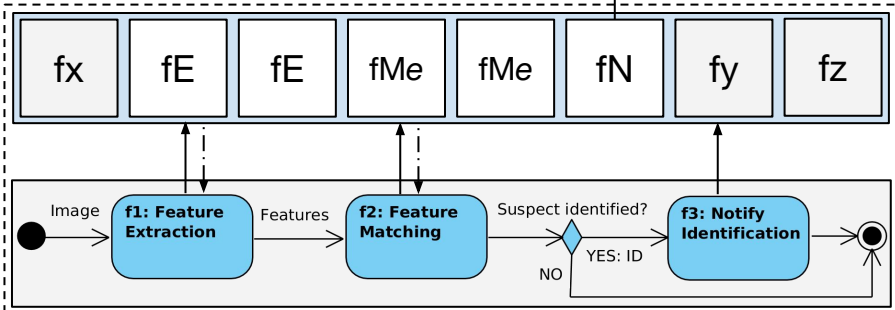 fx fE fE fMe fMe fN fy fz
Image
f1: Feature
Extraction
Features
f2: Feature
Matching
Suspect identified?
YES: ID
NO
f3: Notify
Identification